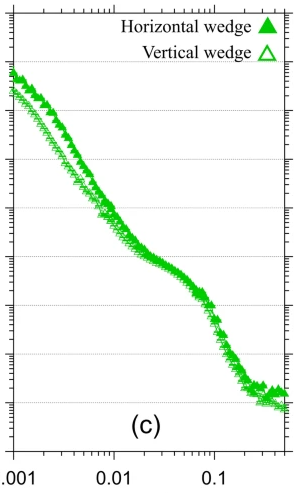 Horizontal wedge
Vertical wedge
(c)
.001 0.01 0.1